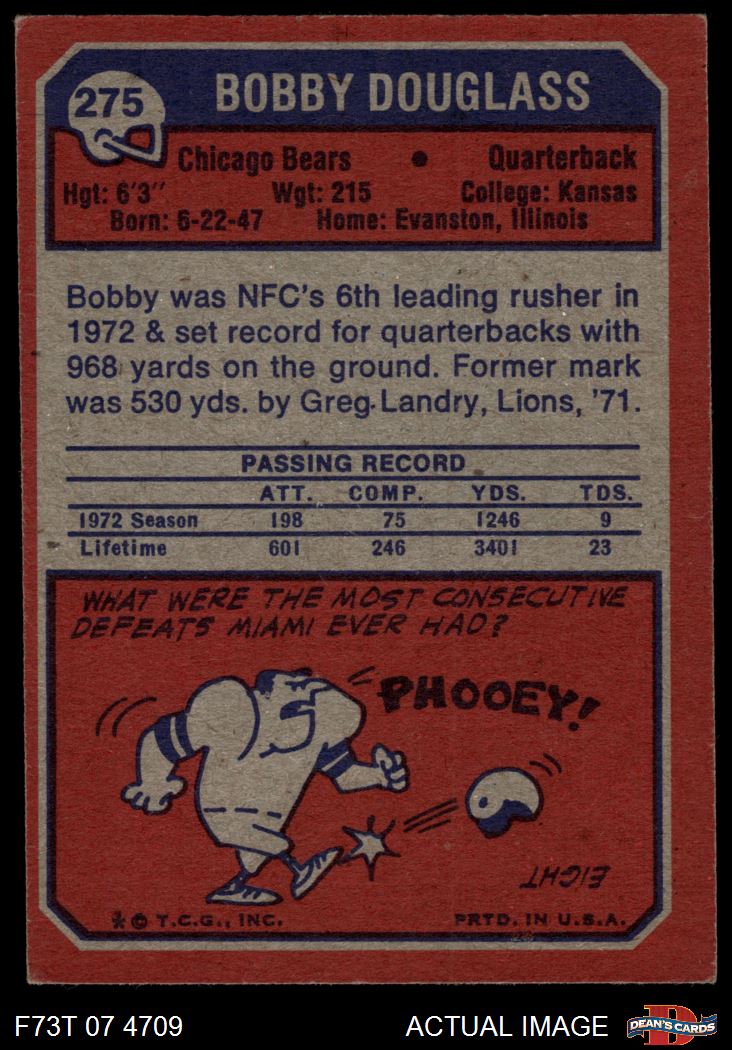 275
BOBBY DOUGLASS
Chicago Bears • Quarterback
Hgt: 6'3" Wgt: 215 College: Kansas
Born: 6-22-47 Home: Evanston, Illinois
Bobby was NFC's 6th leading rusher in
1972 & set record for quarterbacks with
968 yards on the ground. Former mark
was 530 yds. by Greg Landry, Lions, '71.
PASSING RECORD
ATT. COMP. YDS. TDS.
1972 Season 198 75 1246 9
Lifetime 601 246 3401 23
WHAT WERE THE MOST CONSECUTIVE
DEFEATS MIAMI EVER HAD?
PHOOEY!
EIGHT
* © T.C.G., INC. PRTD. IN U.S.A.
F73T 07 4709 ACTUAL IMAGE D DEAN'S CARDS